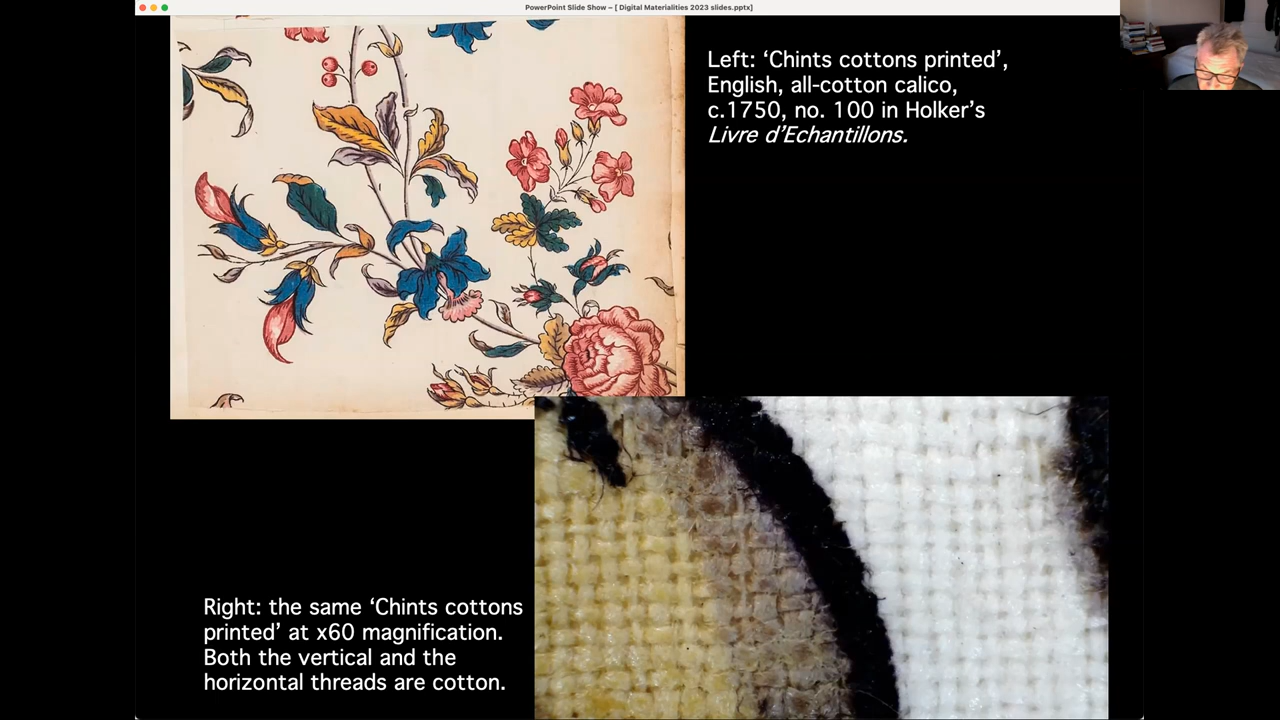 PowerPoint Slide Show – [ Digital Materialities 2023 slides.pptx]
Left: ‘Chints cottons printed’,
English, all-cotton calico,
c.1750, no. 100 in Holker’s
Livre d’Echantillons.
Right: the same ‘Chints cottons
printed’ at x60 magnification.
Both the vertical and the
horizontal threads are cotton.